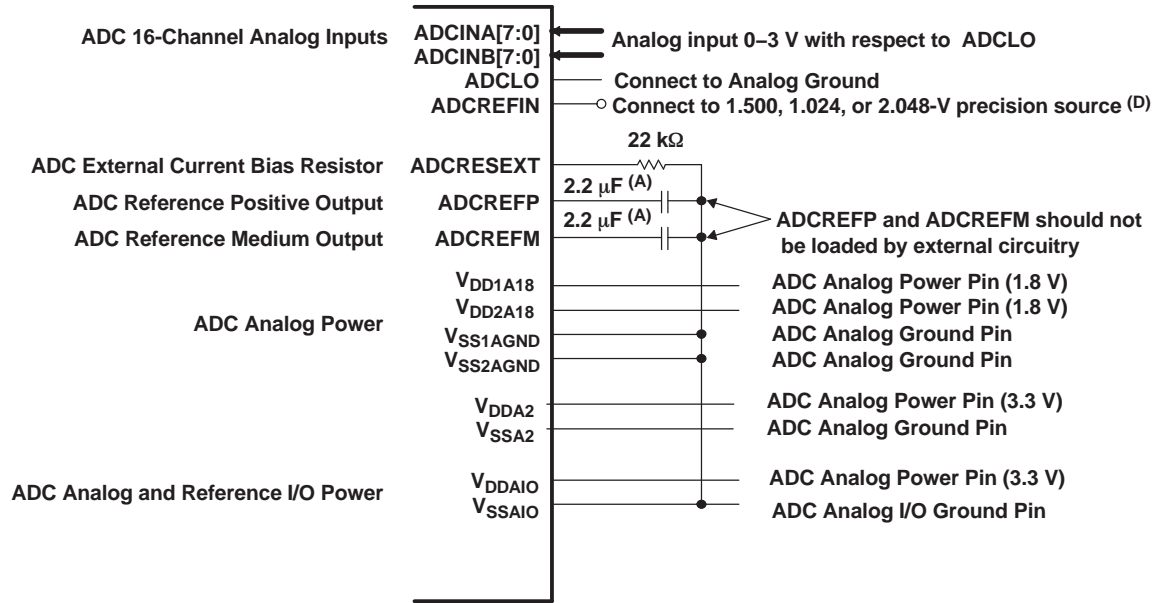 ADC 16-Channel Analog Inputs
ADCINA[7:0]
ADCINB[7:0]
Analog input 0–3 V with respect to ADCLO
ADCLO
Connect to Analog Ground
ADCREFIN
Connect to 1.500, 1.024, or 2.048-V precision source (D)
22 kΩ
ADC External Current Bias Resistor
ADCRESEXT
2.2 μF (A)
ADC Reference Positive Output
ADCREFP
2.2 μF (A)
ADC Reference Medium Output
ADCREFM
ADCREFP and ADCREFM should not
be loaded by external circuitry
ADC Analog Power
VDD1A18
ADC Analog Power Pin (1.8 V)
VDD2A18
ADC Analog Power Pin (1.8 V)
VSS1AGND
ADC Analog Ground Pin
VSS2AGND
ADC Analog Ground Pin
VDDA2
ADC Analog Power Pin (3.3 V)
VSSA2
ADC Analog Ground Pin
ADC Analog and Reference I/O Power
VDDAIO
ADC Analog Power Pin (3.3 V)
VSSAIO
ADC Analog I/O Ground Pin